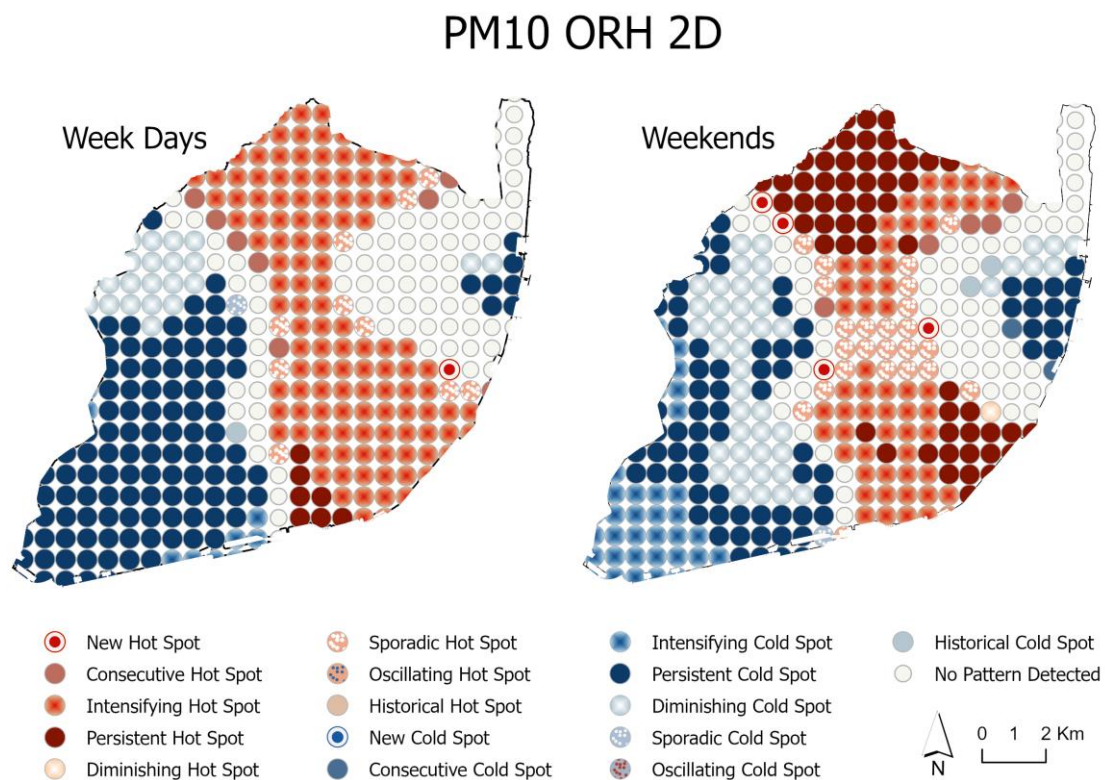 PM10 ORH 2D
Week Days
Weekends
New Hot Spot
Consecutive Hot Spot
Intensifying Hot Spot
Persistent Hot Spot
Diminishing Hot Spot
Sporadic Hot Spot
Oscillating Hot Spot
Historical Hot Spot
New Cold Spot
Consecutive Cold Spot
Intensifying Cold Spot
Persistent Cold Spot
Diminishing Cold Spot
Sporadic Cold Spot
Oscillating Cold Spot
Historical Cold Spot
No Pattern Detected
N
0 1 2 Km